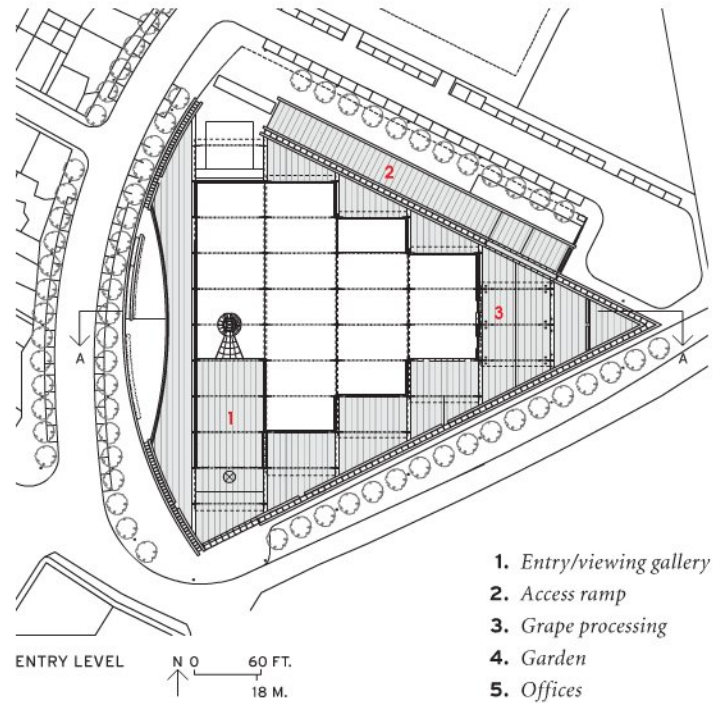 2
3
A
A
1
1. Entry/viewing gallery
2. Access ramp
3. Grape processing
4. Garden
5. Offices
ENTRY LEVEL
N 0 60 FT.
18 M.